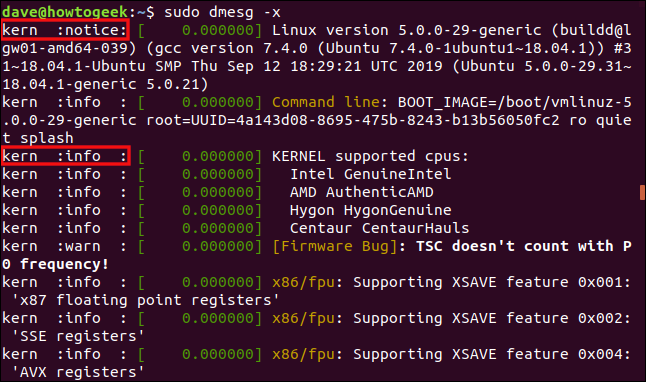 dave@howtogeek:~$ sudo dmesg -x
kern  :notice: [    0.000000] Linux version 5.0.0-29-generic (buildd@l
gw01-amd64-039) (gcc version 7.4.0 (Ubuntu 7.4.0-1ubuntu1~18.04.1)) #3
1~18.04.1-Ubuntu SMP Thu Sep 12 18:29:21 UTC 2019 (Ubuntu 5.0.0-29.31~
18.04.1-generic 5.0.21)
kern  :info  : [    0.000000] Command line: BOOT_IMAGE=/boot/vmlinuz-5
.0.0-29-generic root=UUID=4a143d08-8695-475b-8243-b13b56050fc2 ro quie
t splash
kern  :info  : [    0.000000] KERNEL supported cpus:
kern  :info  : [    0.000000]   Intel GenuineIntel
kern  :info  : [    0.000000]   AMD AuthenticAMD
kern  :info  : [    0.000000]   Hygon HygonGenuine
kern  :info  : [    0.000000]   Centaur CentaurHauls
kern  :warn  : [    0.000000] [Firmware Bug]: TSC doesn't count with P
0 frequency!
kern  :info  : [    0.000000] x86/fpu: Supporting XSAVE feature 0x001:
 'x87 floating point registers'
kern  :info  : [    0.000000] x86/fpu: Supporting XSAVE feature 0x002:
 'SSE registers'
kern  :info  : [    0.000000] x86/fpu: Supporting XSAVE feature 0x004:
 'AVX registers'